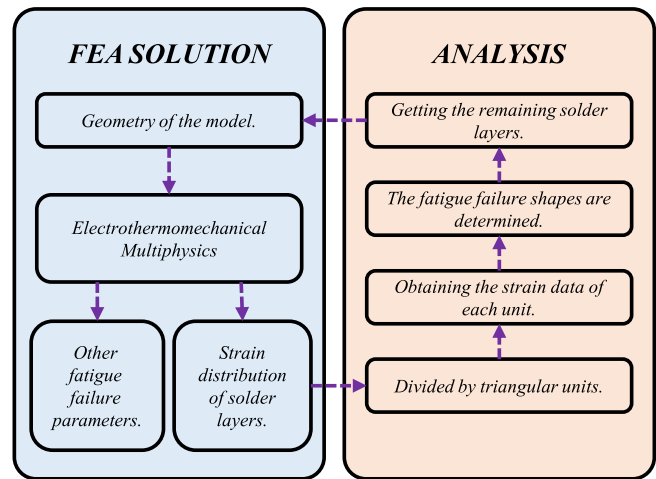 FEA SOLUTION
Geometry of the model.
Electrothermomechanical
Multiphysics
Other
fatigue
failure
parameters.
Strain
distribution
of solder
layers.
ANALYSIS
Getting the remaining solder
layers.
The fatigue failure shapes are
determined.
Obtaining the strain data of
each unit.
Divided by triangular units.